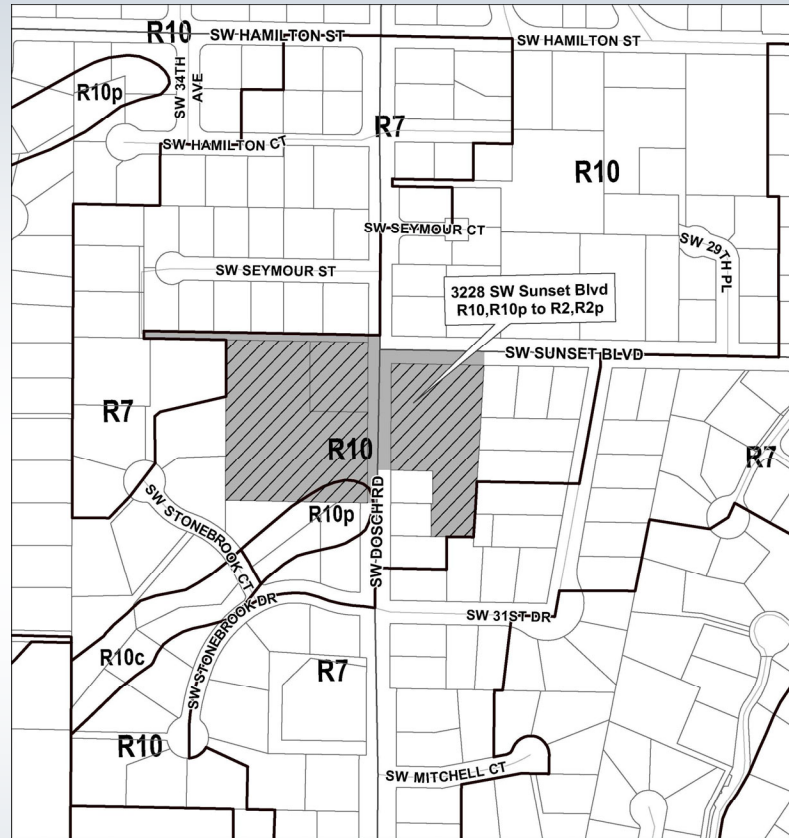 R10
SW HAMILTON ST
SW HAMILTON ST
R10p
SW 34TH
AVE
R7
SW HAMILTON CT
R10
SW SEYMOUR CT
SW 29TH PL
SW SEYMOUR ST
3228 SW Sunset Blvd
R10,R10p to R2,R2p
SW SUNSET BLVD
R7
R10
R7
SW STONEBROOK CT
R10p
SW DOSCH RD
SW STONEBROOK DR
SW 31ST DR
R10c
R7
R10
SW MITCHELL CT